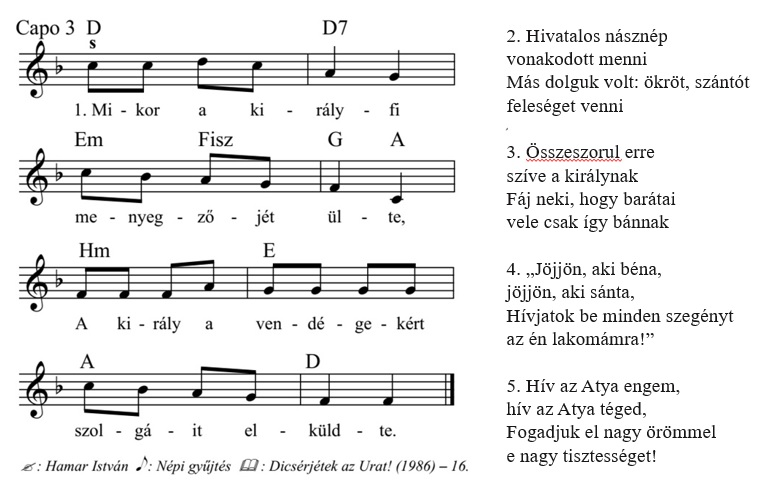 Capo 3 D D7
s
1. Mi - kor a ki - rály - fi
Em Fisz G A
me - nyeg - ző - jét ül - te,
Hm E
A ki - rály a ven - dé - ge - kért
A D
szol - gá - it el - küld - te.
✍: Hamar István ♪: Népi gyűjtés 🕮 : Dicsérjétek az Urat! (1986) – 16.
2. Hivatalos násznép
vonakodott menni
Más dolguk volt: ökröt, szántót
feleséget venni
3. Összeszorul erre
szíve a királynak
Fáj neki, hogy barátai
vele csak így bánnak
4. „Jöjjön, aki béna,
jöjjön, aki sánta,
Hívjatok be minden szegényt
az én lakomámra!”
5. Hív az Atya engem,
hív az Atya téged,
Fogadjuk el nagy örömmel
e nagy tisztességet!